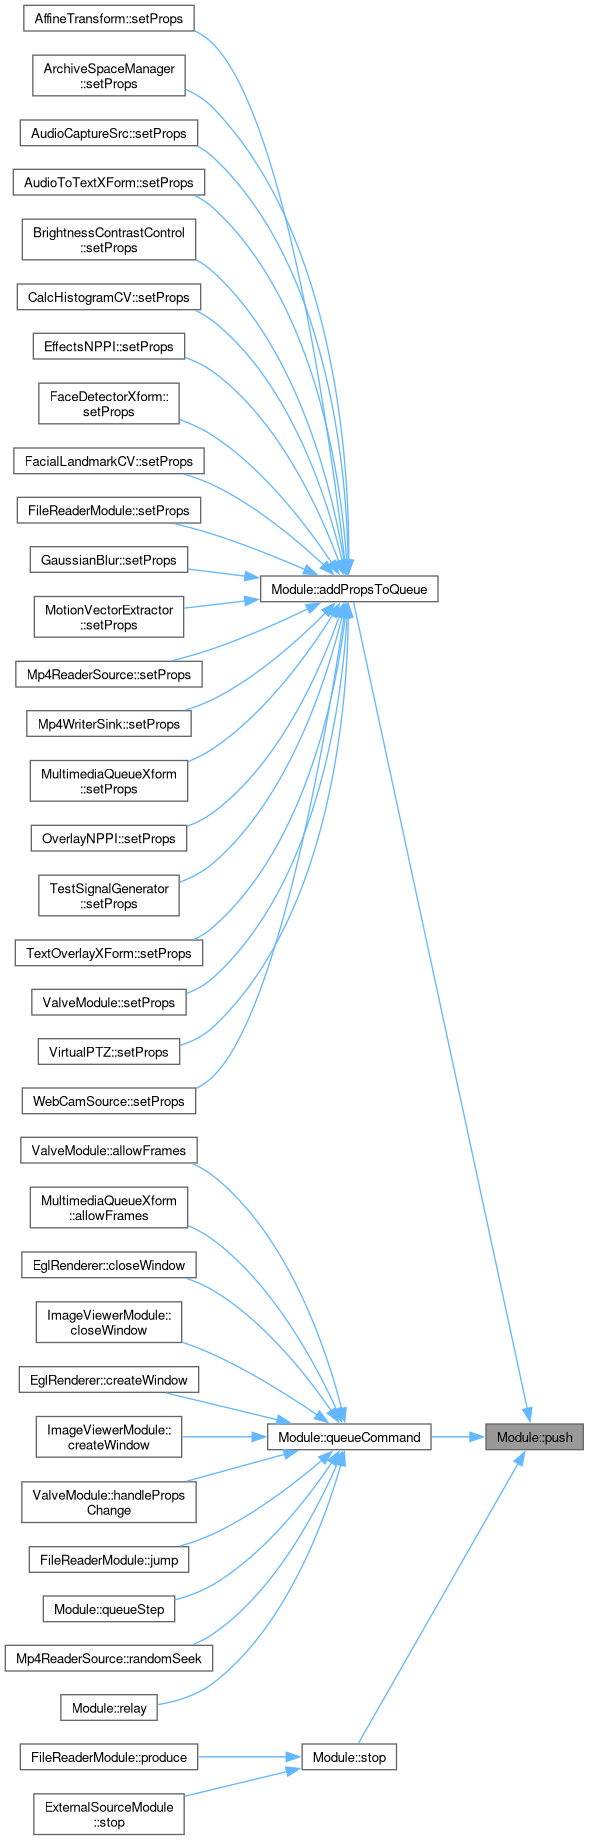 AffineTransform::setProps
ArchiveSpaceManager
::setProps
AudioCaptureSrc::setProps
AudioToTextXForm::setProps
BrightnessContrastControl
::setProps
CalcHistogramCV::setProps
EffectsNPPI::setProps
FaceDetectorXform::
setProps
FacialLandmarkCV::setProps
FileReaderModule::setProps
GaussianBlur::setProps
Module::addPropsToQueue
MotionVectorExtractor
::setProps
Mp4ReaderSource::setProps
Mp4WriterSink::setProps
MultimediaQueueXform
::setProps
OverlayNPPI::setProps
TestSignalGenerator
::setProps
TextOverlayXForm::setProps
ValveModule::setProps
VirtualPTZ::setProps
WebCamSource::setProps
ValveModule::allowFrames
MultimediaQueueXform
::allowFrames
EglRenderer::closeWindow
ImageViewerModule::
closeWindow
EglRenderer::createWindow
ImageViewerModule::
createWindow
Module::queueCommand
Module::push
ValveModule::handleProps
Change
FileReaderModule::jump
Module::queueStep
Mp4ReaderSource::randomSeek
Module::relay
FileReaderModule::produce
Module::stop
ExternalSourceModule
::stop